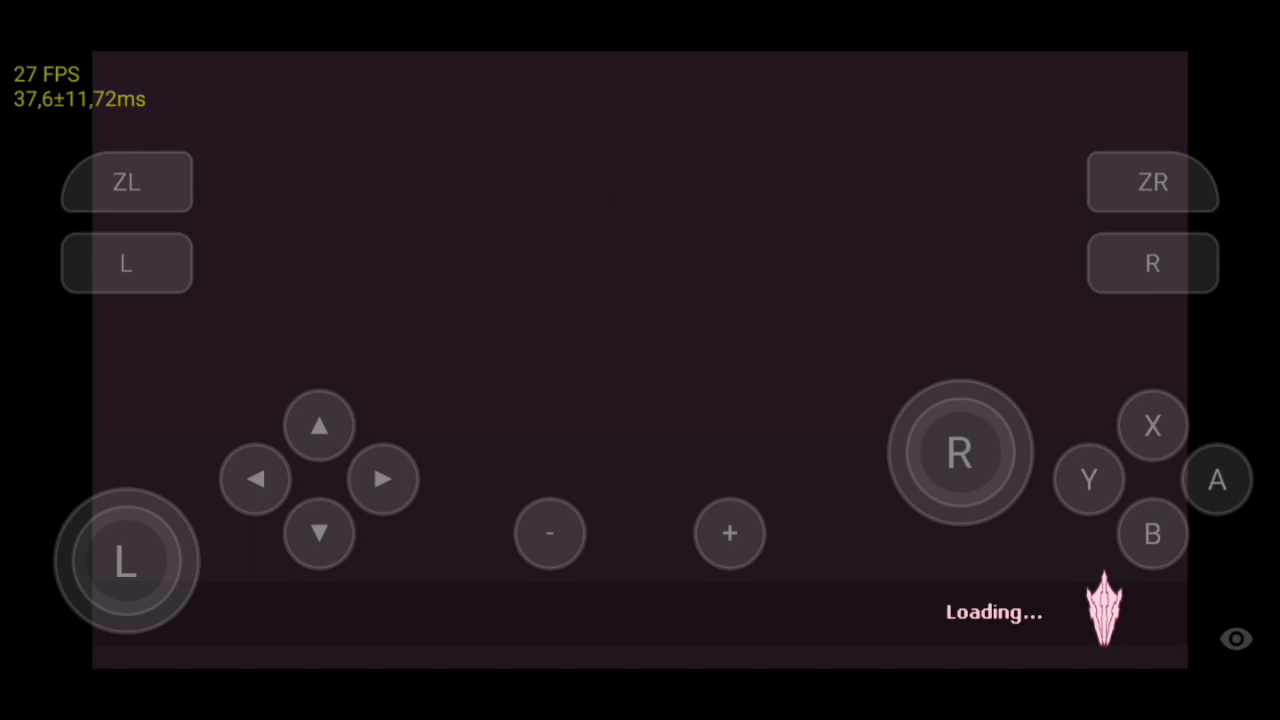 27 FPS
37,6±11,72ms
ZL
ZR
L
R
X
R
Y
A
- +
B
L
Loading...